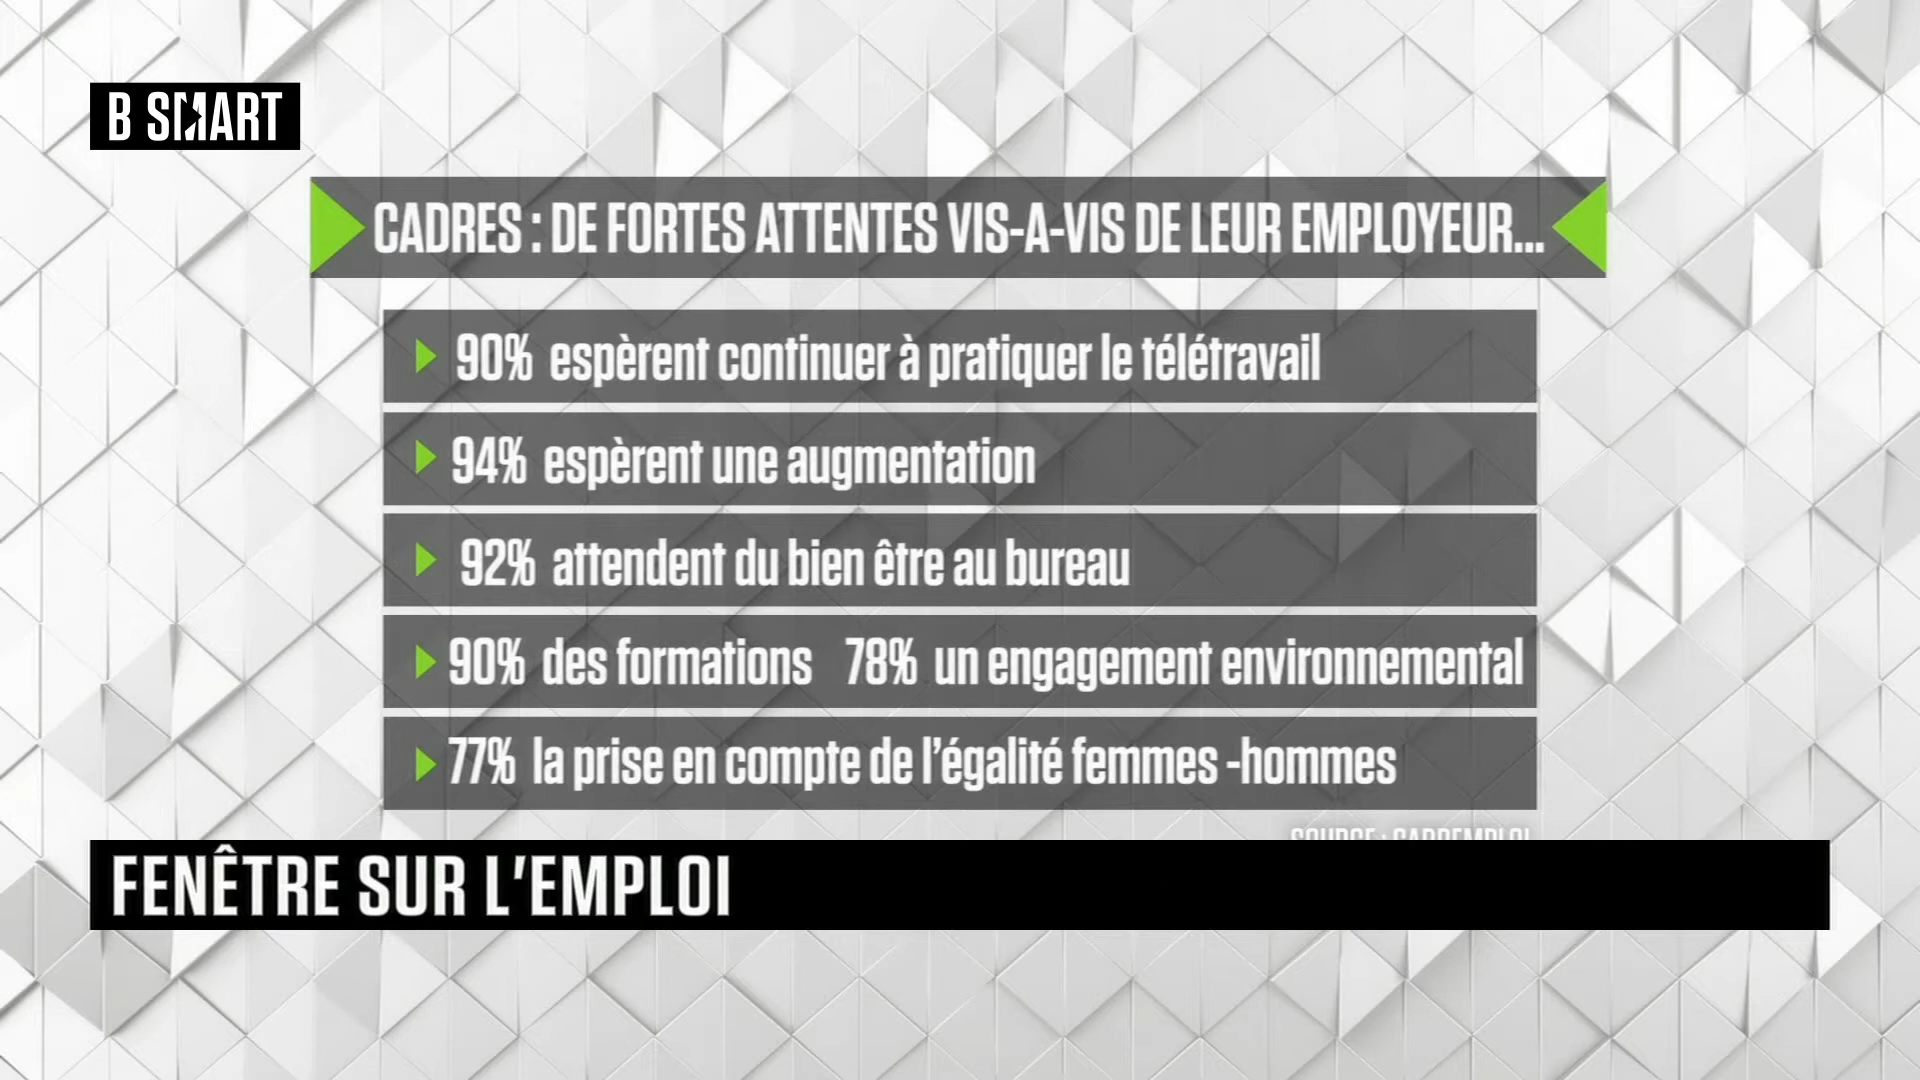 B SMART
CADRES : DE FORTES ATTENTES VIS-A-VIS DE LEUR EMPLOYEUR...
90% espèrent continuer à pratiquer le télétravail
94% espèrent une augmentation
92% attendent du bien être au bureau
90% des formations 78% un engagement environnemental
77% la prise en compte de l'égalité femmes -hommes
SOURCE : CADREMPLOI
FENÊTRE SUR L'EMPLOI